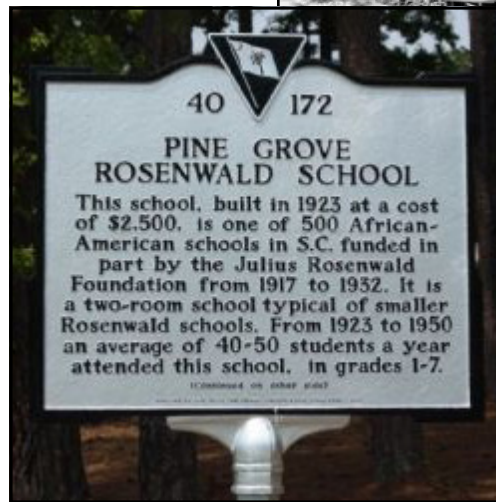 40 172
PINE GROVE
ROSENWALD SCHOOL
This school, built in 1923 at a cost
of $2,500, is one of 500 African-
American schools in S.C. funded in
part by the Julius Rosenwald
Foundation from 1917 to 1932. It is
a two-room school typical of smaller
Rosenwald schools. From 1923 to 1950
an average of 40-50 students a year
attended this school, in grades 1-7.
(Continued on other side)